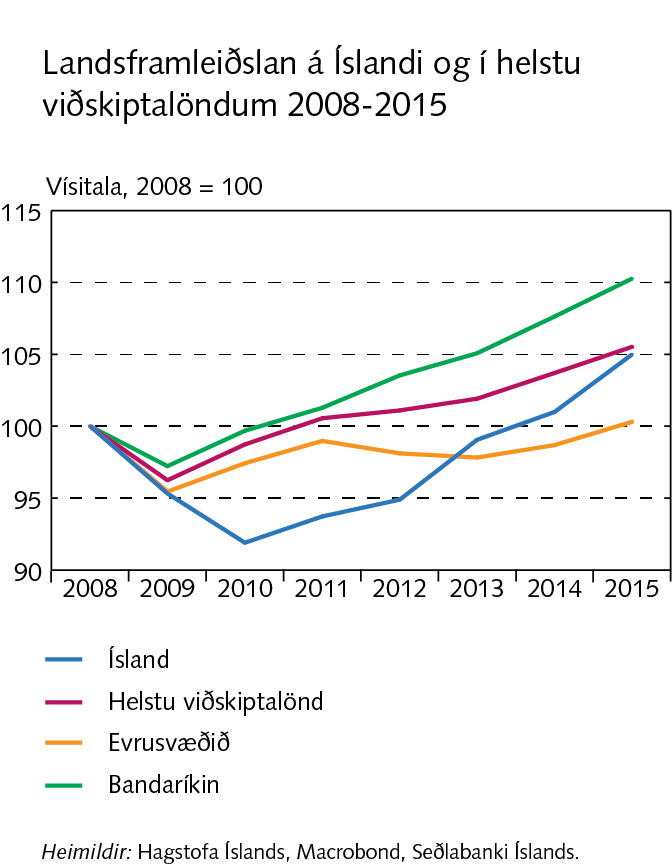 Landsframleiðslan á Íslandi og í helstu
viðskiptalöndum 2008-2015
Vísitala, 2008 = 100
115
110
105
100
95
90
2008 2009 2010 2011 2012 2013 2014 2015
Ísland
Helstu viðskiptalönd
Evrusvæðið
Bandaríkin
Heimildir: Hagstofa Íslands, Macrobond, Seðlabanki Íslands.